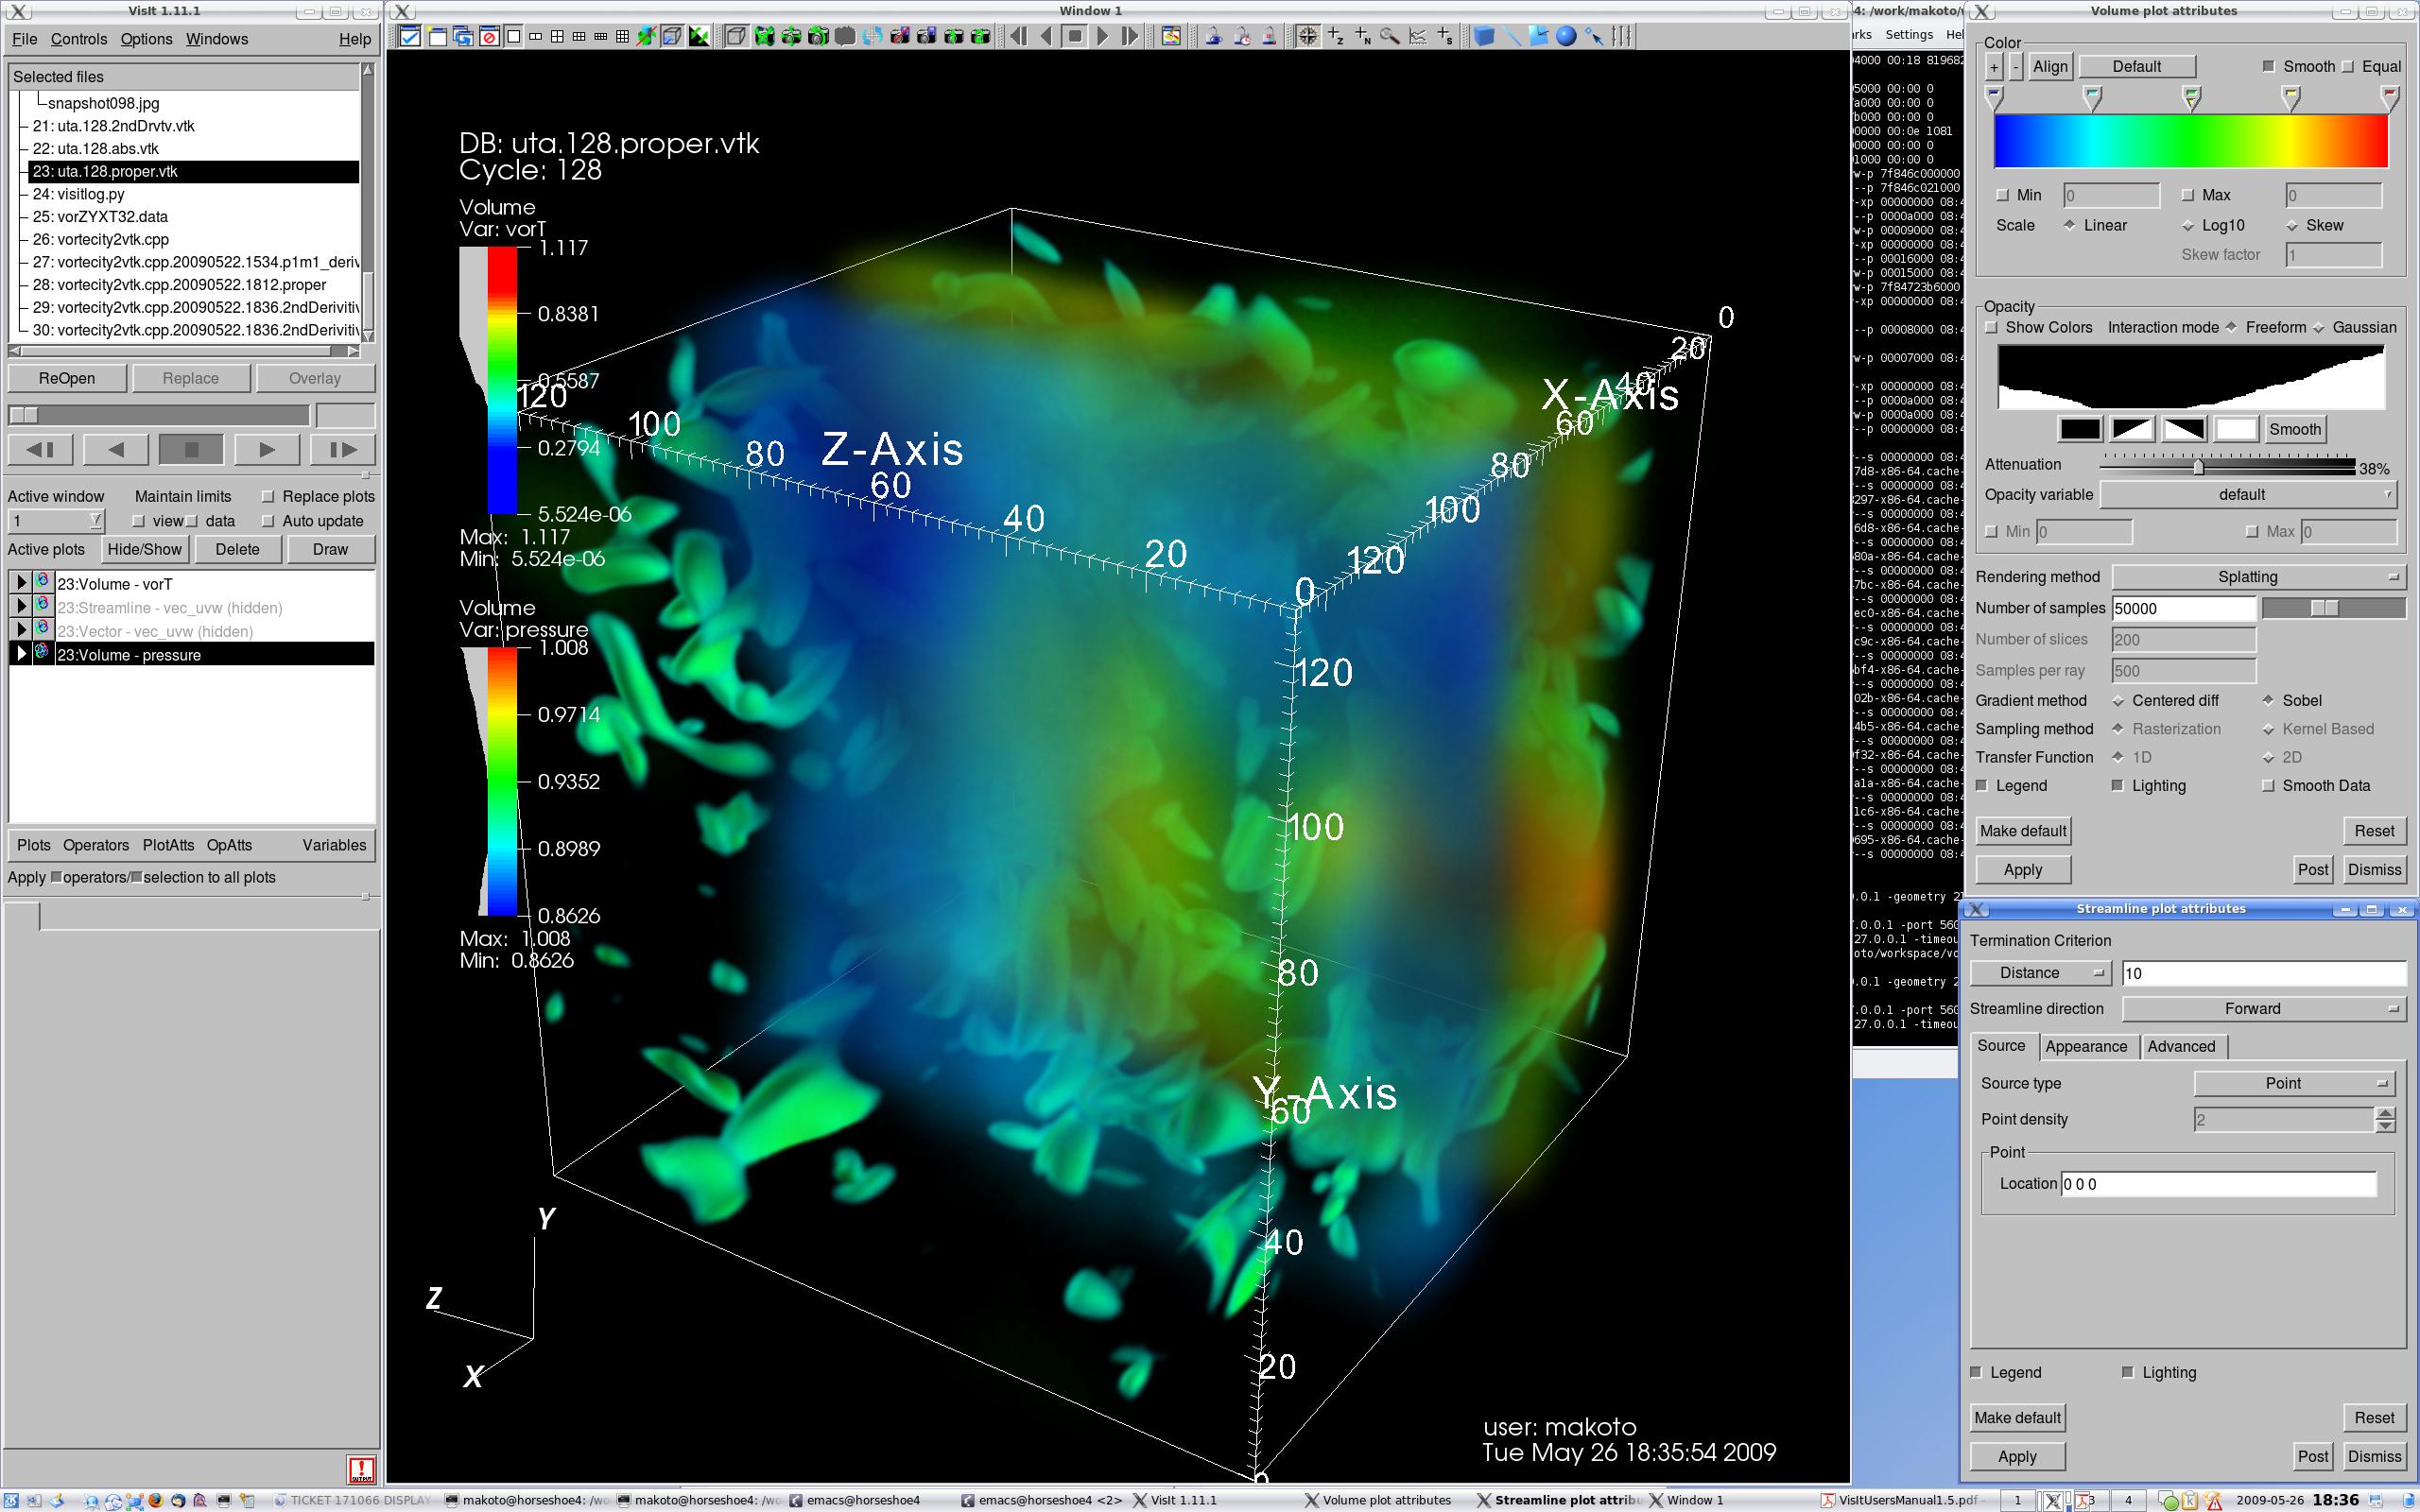 VisIt 1.11.1
File Controls Options Windows Help
Selected files
snapshot098.jpg
21: uta.128.2ndDrvtv.vtk
22: uta.128.abs.vtk
23: uta.128.proper.vtk
24: visitlog.py
25: vorZYXT32.data
26: vortecity2vtk.cpp
27: vortecity2vtk.cpp.20090522.1534.p1m1_deriv
28: vortecity2vtk.cpp.20090522.1812.proper
29: vortecity2vtk.cpp.20090522.1836.2ndDerivitiv
30: vortecity2vtk.cpp.20090522.1836.2ndDerivitiv
ReOpen Replace Overlay
Active window Maintain limits Replace plots
1 view data Auto update
Active plots Hide/Show Delete Draw
23:Volume - vorT
23:Streamline - vec_uvw (hidden)
23:Vector - vec_uvw (hidden)
23:Volume - pressure
Plots Operators PlotAtts OpAtts Variables
Apply operators/ selection to all plots
Window 1
DB: uta.128.proper.vtk
Cycle: 128
Volume
Var: vorT
1.117
0.8381
0.5587
0.2794
5.524e-06
Max: 1.117
Min: 5.524e-06
Volume
Var: pressure
1.008
0.9714
0.9352
0.8989
0.8626
Max: 1.008
Min: 0.8626
120
100
80
Z-Axis
60
40
20
0
0
20
40
X-Axis
60
80
100
120
120
100
80
Y-Axis
60
40
20
0
Y
Z
X
user: makoto
Tue May 26 18:35:54 2009
4: /work/makoto/
Settings
Volume plot attributes
Color
+ - Align Default Smooth Equal
Min 0 Max 0
Scale Linear Log10 Skew
Skew factor 1
Opacity
Show Colors Interaction mode Freeform Gaussian
Smooth
Attenuation 38%
Opacity variable default
Min 0 Max 0
Rendering method Splatting
Number of samples 50000
Number of slices 200
Samples per ray 500
Gradient method Centered diff Sobel
Sampling method Rasterization Kernel Based
Transfer Function 1D 2D
Legend Lighting Smooth Data
Make default Reset
Apply Post Dismiss
Streamline plot attributes
Termination Criterion
Distance 10
Streamline direction Forward
Source Appearance Advanced
Source type Point
Point density 2
Point
Location 0 0 0
Legend Lighting
Make default Reset
Apply Post Dismiss
TICKET 171066 DISPLAY makoto@horseshoe4: /wo makoto@horseshoe4: /wo emacs@horseshoe4 emacs@horseshoe4 <2> VisIt 1.11.1 Volume plot attributes Streamline plot attribu Window 1 VisItUsersManual1.5.pdf 1 3 4 2009-05-26 18:36